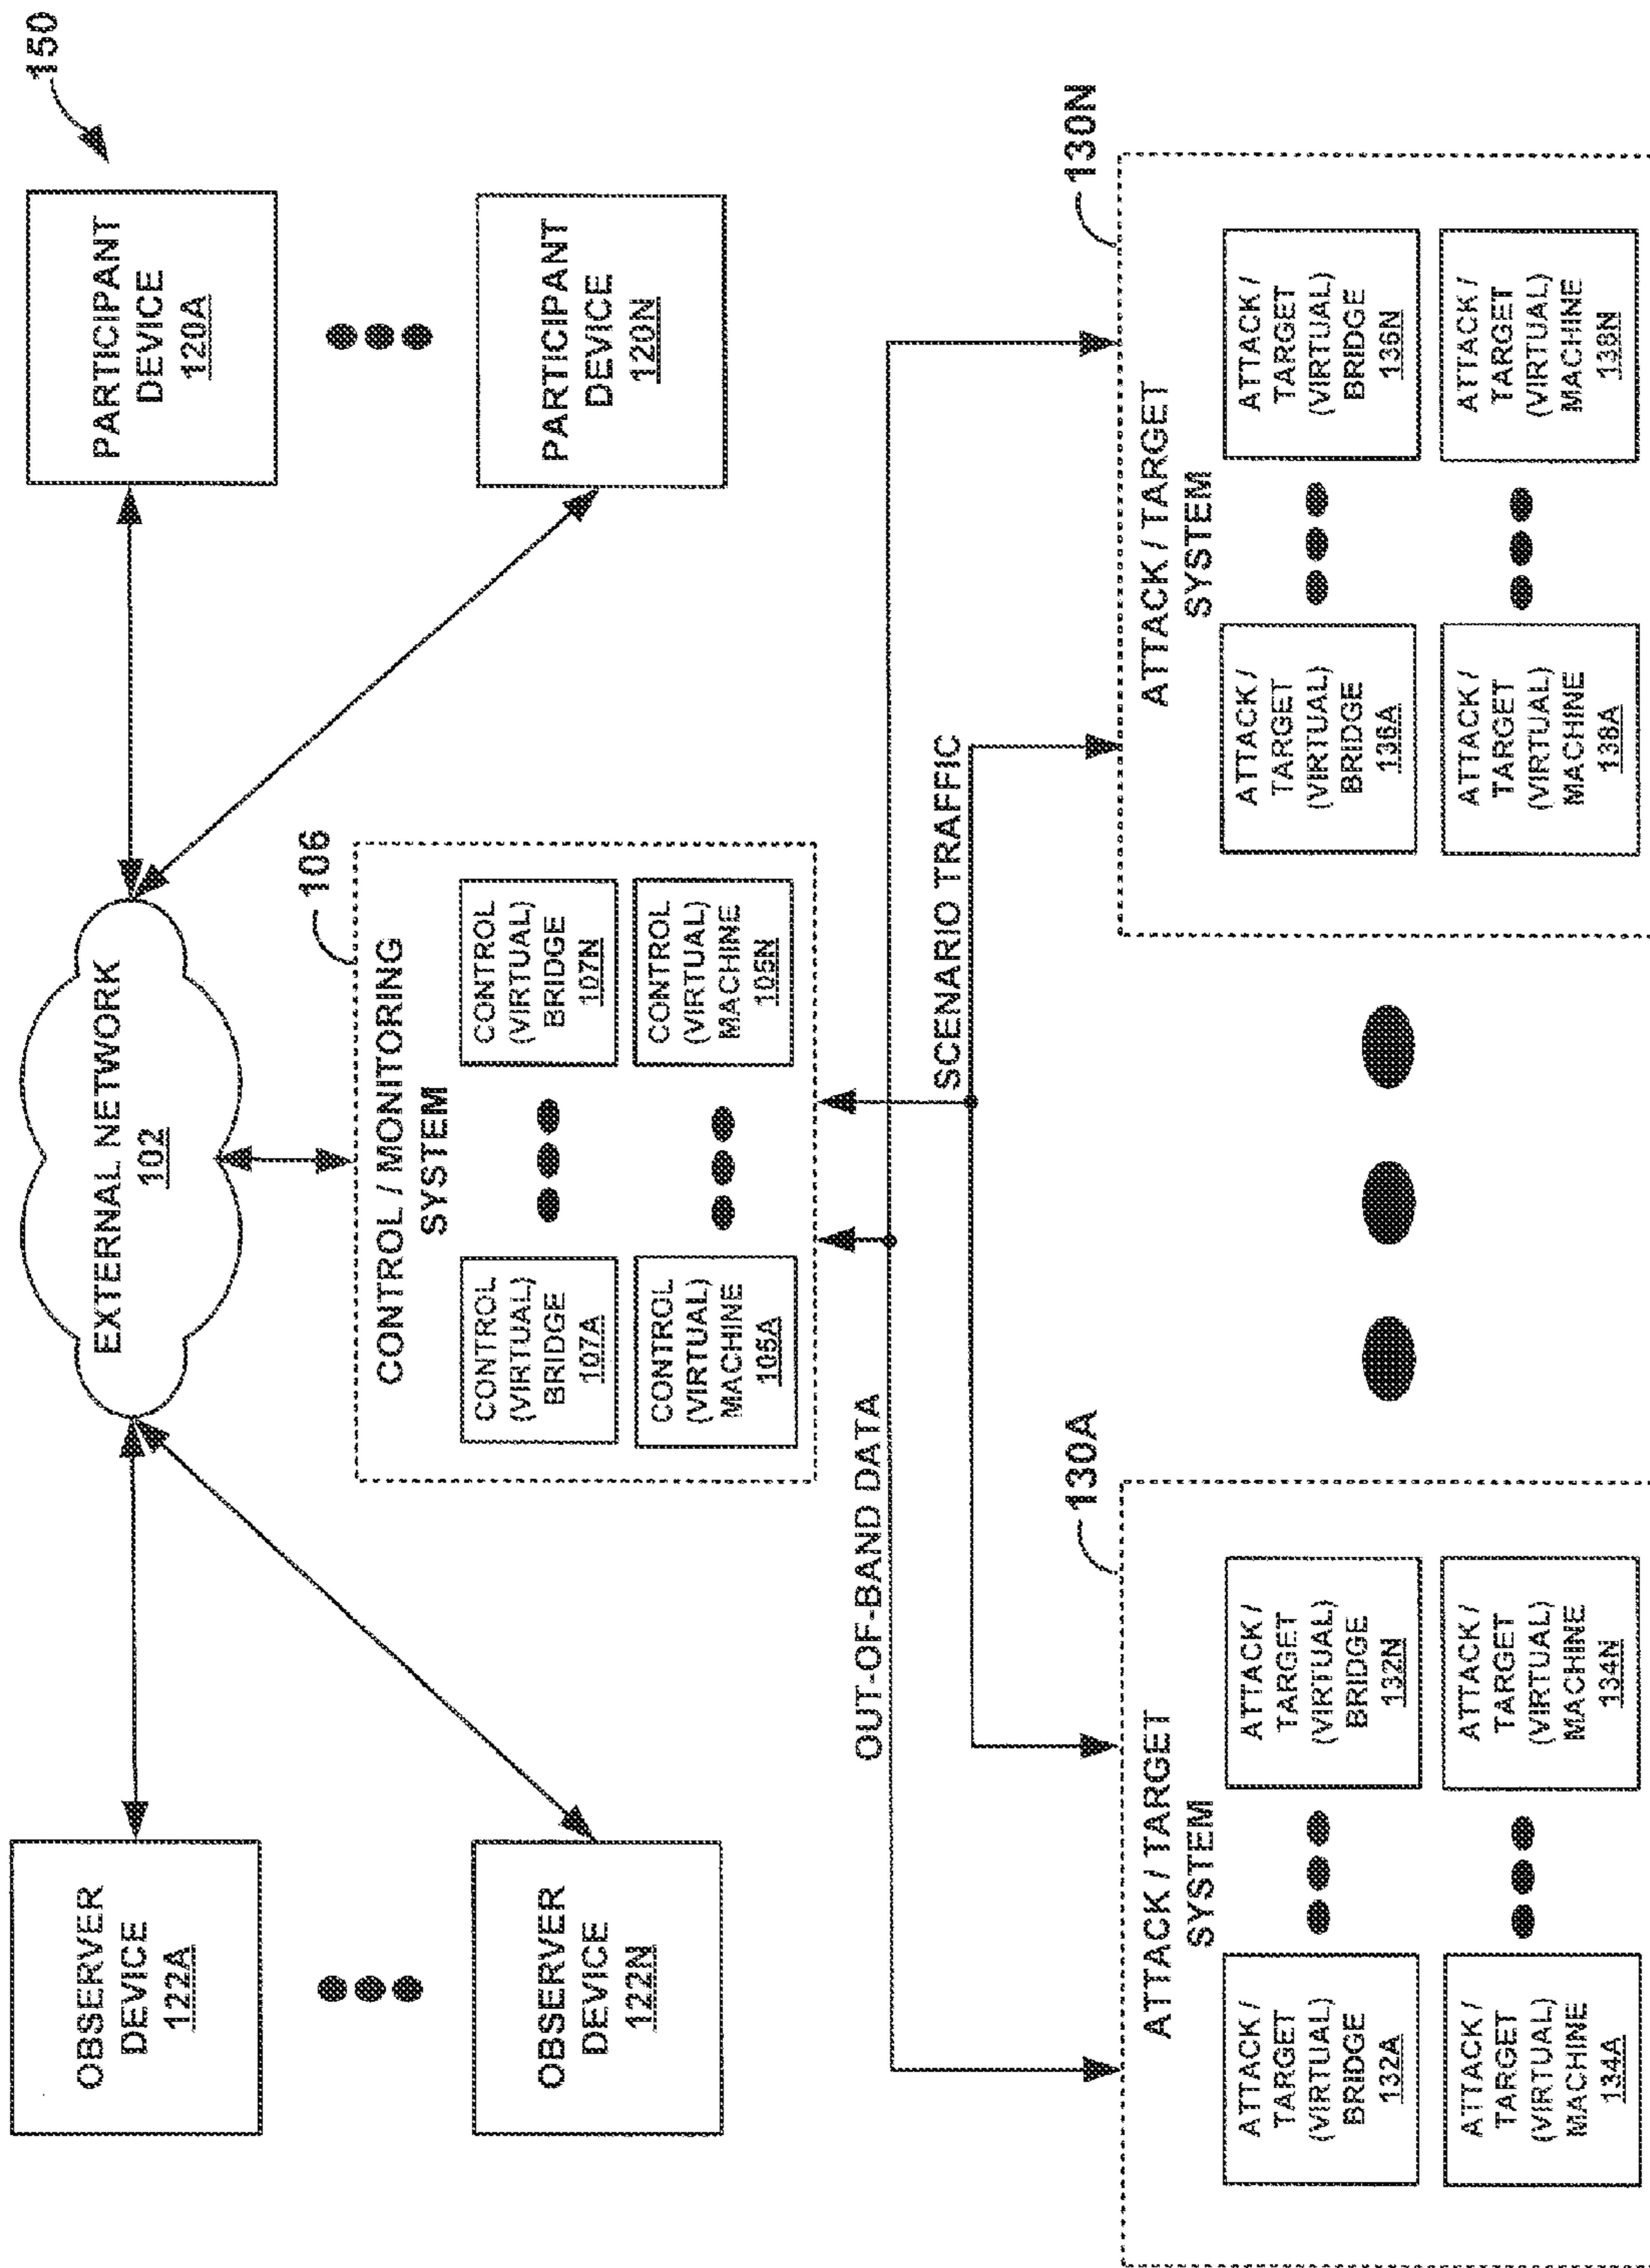 150
OBSERVER
DEVICE
122A
OBSERVER
DEVICE
122N
EXTERNAL NETWORK
102
PARTICIPANT
DEVICE
120A
PARTICIPANT
DEVICE
120N
106
CONTROL / MONITORING
SYSTEM
CONTROL
(VIRTUAL)
BRIDGE
107A
CONTROL
(VIRTUAL)
BRIDGE
107N
CONTROL
(VIRTUAL)
MACHINE
105A
CONTROL
(VIRTUAL)
MACHINE
105N
OUT-OF-BAND DATA
SCENARIO TRAFFIC
130A
ATTACK / TARGET
SYSTEM
ATTACK /
TARGET
(VIRTUAL)
BRIDGE
132A
ATTACK /
TARGET
(VIRTUAL)
BRIDGE
132N
ATTACK /
TARGET
(VIRTUAL)
MACHINE
134A
ATTACK /
TARGET
(VIRTUAL)
MACHINE
134N
130N
ATTACK / TARGET
SYSTEM
ATTACK /
TARGET
(VIRTUAL)
BRIDGE
136A
ATTACK /
TARGET
(VIRTUAL)
BRIDGE
136N
ATTACK /
TARGET
(VIRTUAL)
MACHINE
138A
ATTACK /
TARGET
(VIRTUAL)
MACHINE
138N